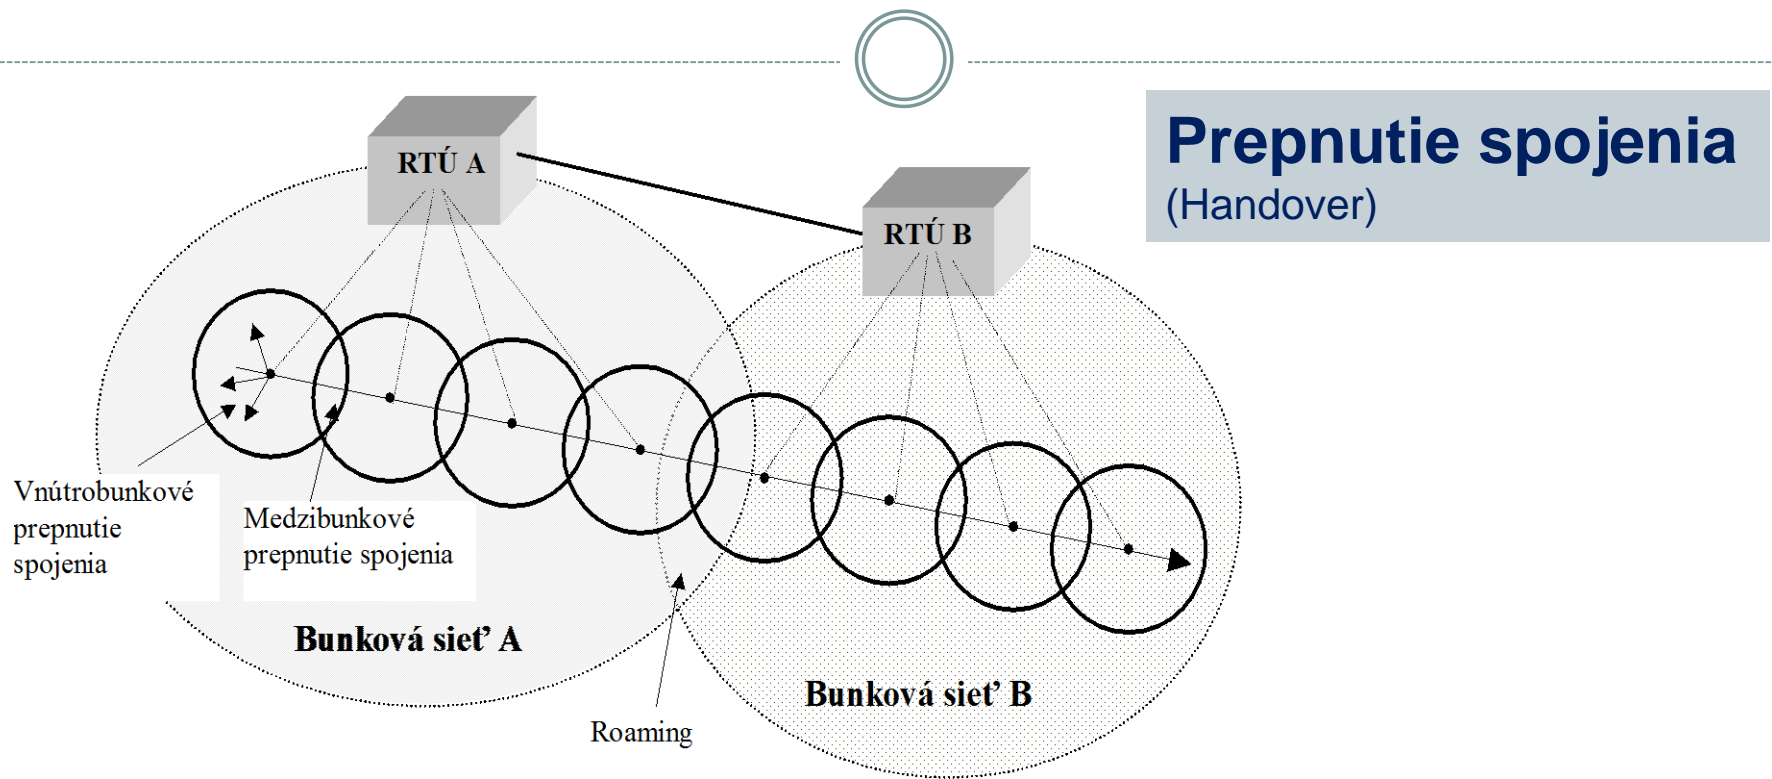 Prepnutie spojenia
(Handover)
RTÚ A
RTÚ B
Vnútrobunkové
prepnutie
spojenia
Medzibunkové
prepnutie spojenia
Bunková sieť A
Bunková sieť B
Roaming